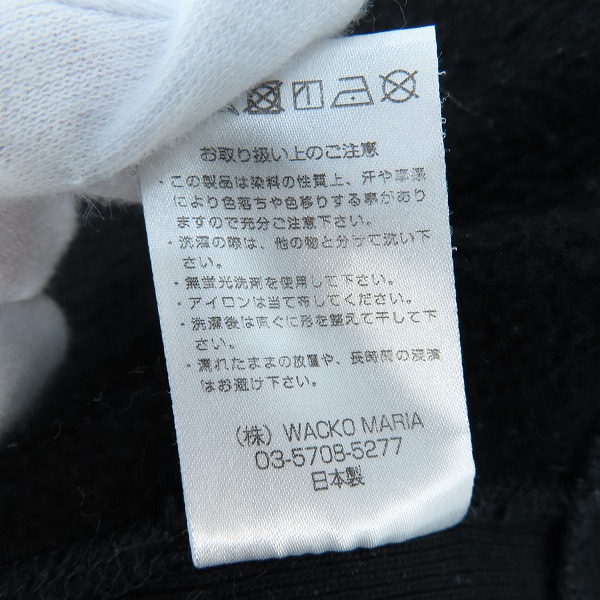 お取り扱い上のご注意
・この製品は染料の性質上、汗や摩擦
により色落ちや色移りする事があり
ますので充分ご注意下さい。
・洗濯の際は、他の物と分けて洗い下
さい。
・無蛍光洗剤を使用して下さい。
・アイロンは当て布してください。
・洗濯後は直ぐに形を整えて干して下
さい。
・濡れたままの放置や、長時間の浸漬
はお避け下さい。
(株) WACKO MARIA
03-5708-5277
日本製